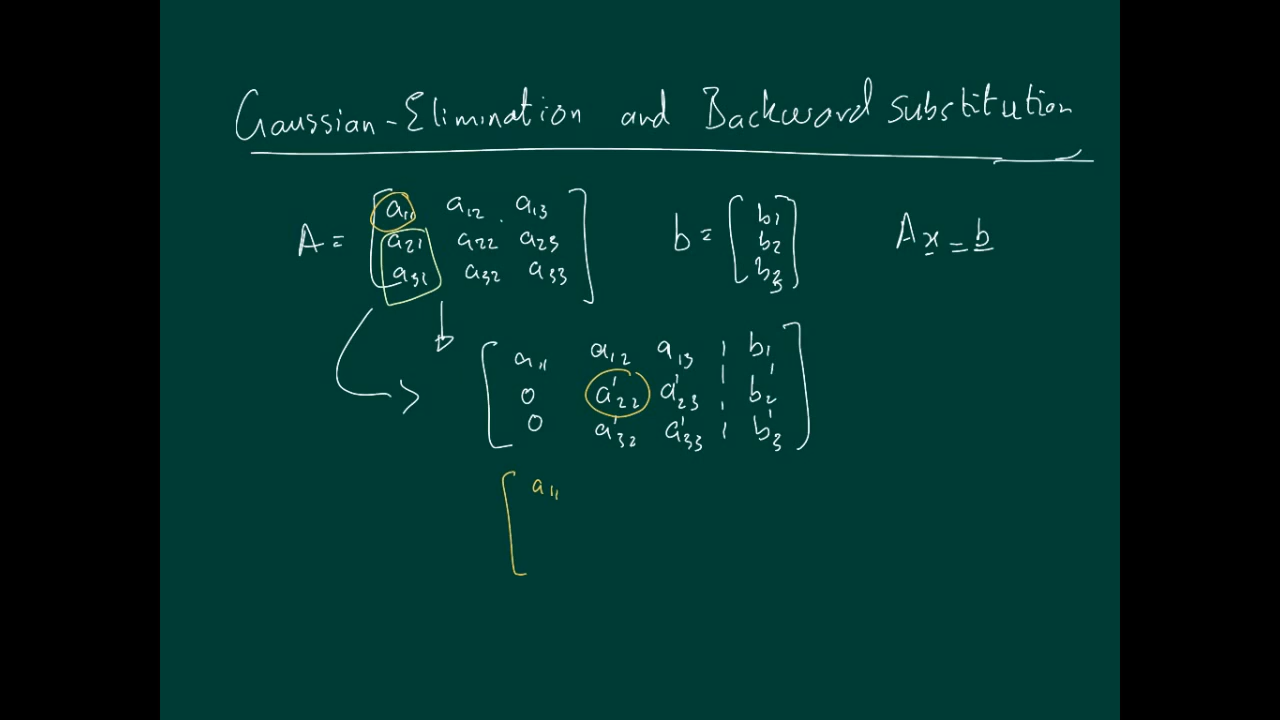 Gaussian-Elimination and Backward substitution
A = [ a11 a12 a13
a21 a22 a23
a31 a32 a33 ]
b = [ b1
b2
b3 ]
Ax = b
[ a11 a12 a13 | b1
0 a'22 a'23 | b'2
0 a'32 a'33 | b'3 ]
[ a11